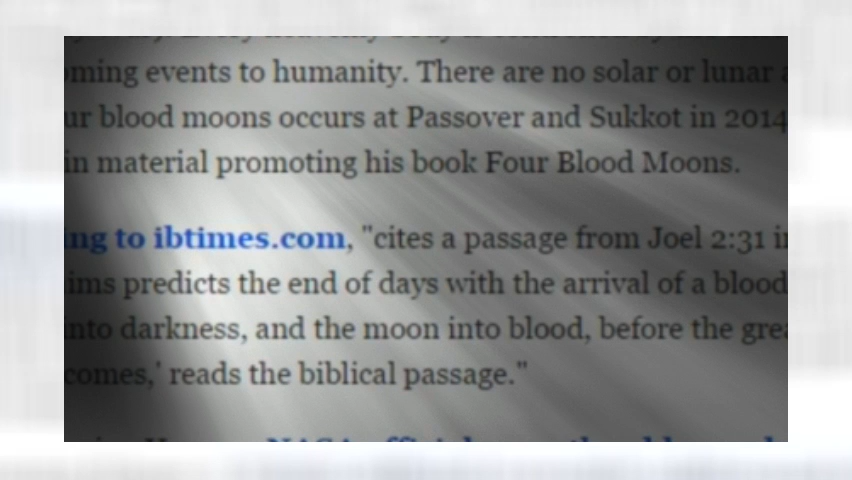 oming events to humanity. There are no solar or lunar
ur blood moons occurs at Passover and Sukkot in 2014
in material promoting his book Four Blood Moons.
ng to ibtimes.com, "cites a passage from Joel 2:31 i
ims predicts the end of days with the arrival of a blood
nto darkness, and the moon into blood, before the grea
comes,' reads the biblical passage."